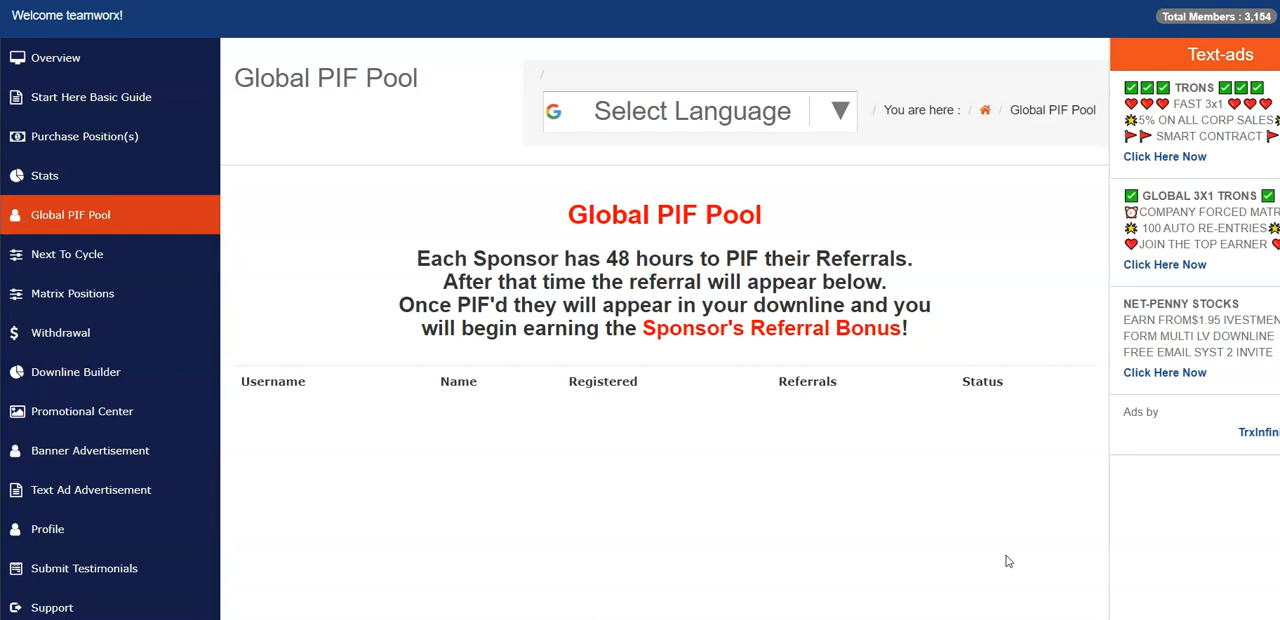 Welcome teamworx!
Total Members : 3,154
Overview
Start Here Basic Guide
Purchase Position(s)
Stats
Global PIF Pool
Next To Cycle
Matrix Positions
Withdrawal
Downline Builder
Promotional Center
Banner Advertisement
Text Ad Advertisement
Profile
Submit Testimonials
Support
Global PIF Pool
/
G Select Language ▼
/ You are here : / / Global PIF Pool
Global PIF Pool
Each Sponsor has 48 hours to PIF their Referrals.
After that time the referral will appear below.
Once PIF'd they will appear in your downline and you
will begin earning the Sponsor's Referral Bonus!
Username Name Registered Referrals Status
Text-ads
✅✅✅ TRONS ✅✅✅
❤️❤️❤️ FAST 3x1 ❤️❤️❤️
5% ON ALL CORP SALES
SMART CONTRACT
Click Here Now
✅ GLOBAL 3X1 TRONS ✅
⏰COMPANY FORCED MATR
100 AUTO RE-ENTRIES
❤️JOIN THE TOP EARNER
Click Here Now
NET-PENNY STOCKS
EARN FROM$1.95 IVESTMEN
FORM MULTI LV DOWNLINE
FREE EMAIL SYST 2 INVITE
Click Here Now
Ads by
TrxInfini